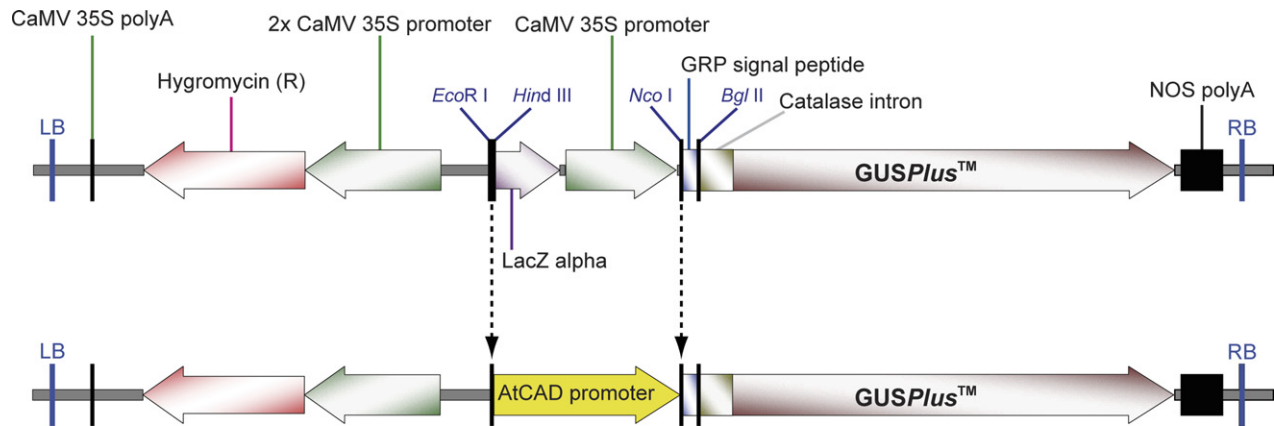 CaMV 35S polyA
2x CaMV 35S promoter
CaMV 35S promoter
GRP signal peptide
Hygromycin (R)
EcoR I
Hind III
Nco I
Bgl II
Catalase intron
NOS polyA
LB
RB
GUSPlus™
LacZ alpha
LB
RB
AtCAD promoter
GUSPlus™